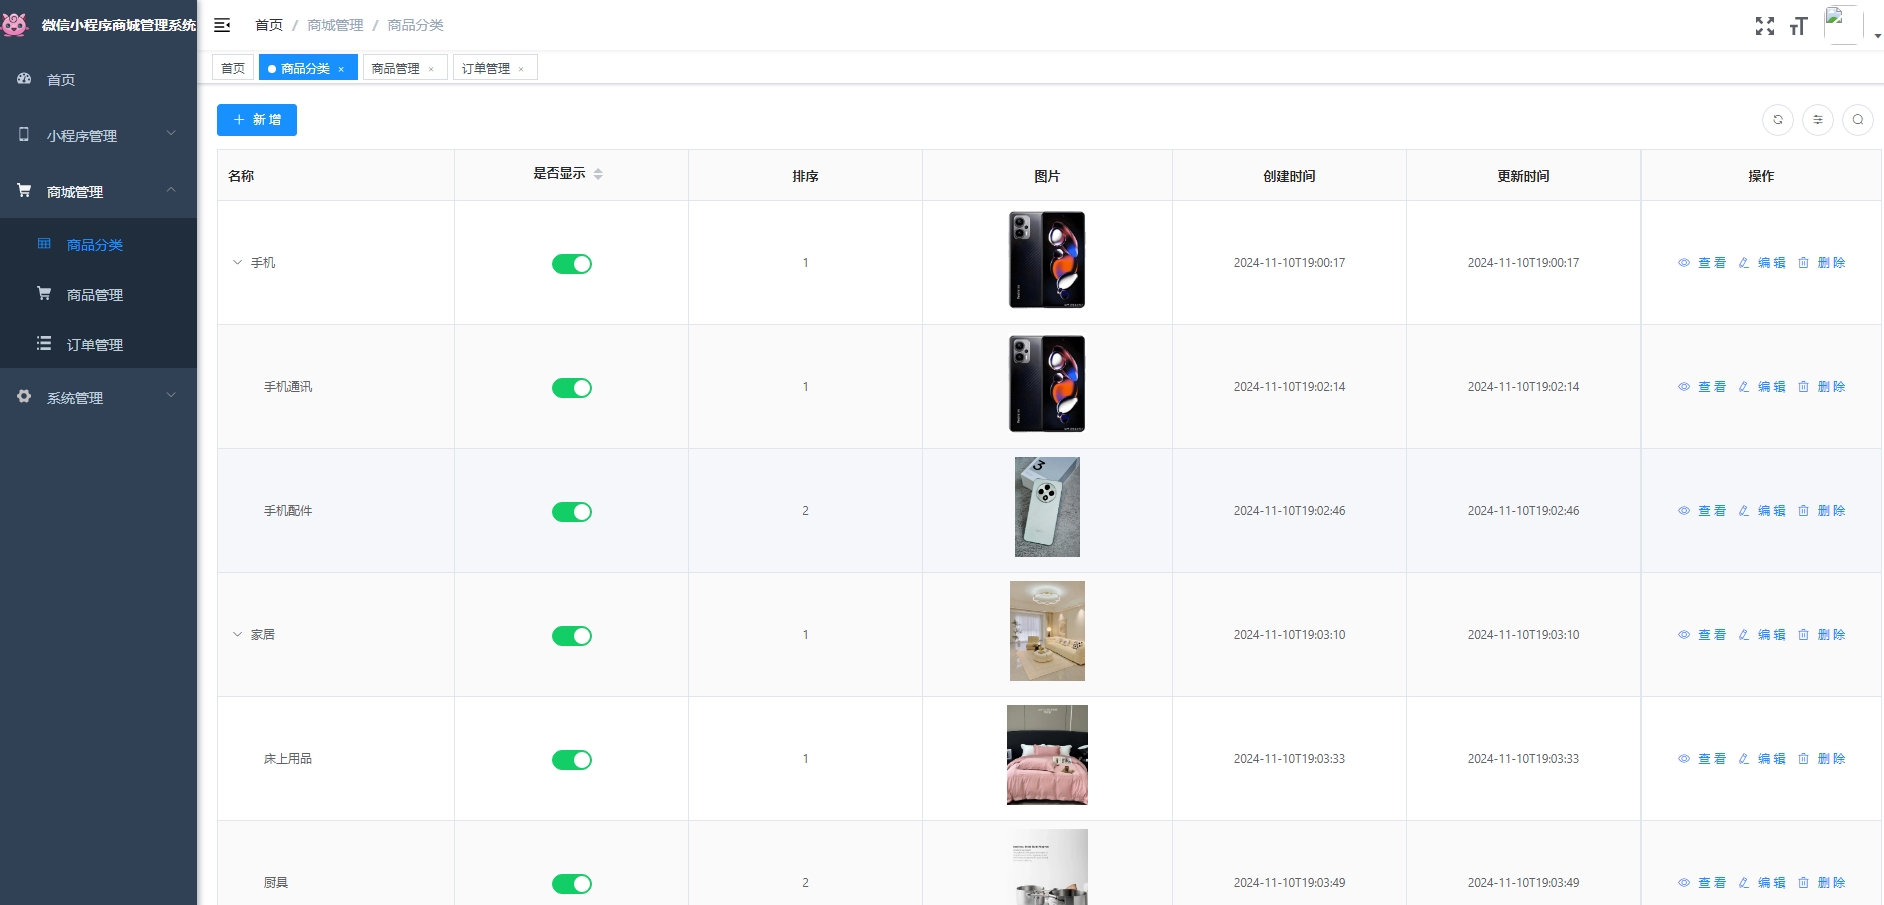 微信小程序商城管理系统
首页 / 商城管理 / 商品分类
首页
商品分类 ×
商品管理 ×
订单管理 ×
首页
小程序管理
商城管理
商品分类
商品管理
订单管理
系统管理
+ 新 增
名称 是否显示 排序 图片 创建时间 更新时间 操作
手机 1 2024-11-10T19:00:17 2024-11-10T19:00:17 查 看 编 辑 删 除
手机通讯 1 2024-11-10T19:02:14 2024-11-10T19:02:14 查 看 编 辑 删 除
手机配件 2 2024-11-10T19:02:46 2024-11-10T19:02:46 查 看 编 辑 删 除
家居 1 2024-11-10T19:03:10 2024-11-10T19:03:10 查 看 编 辑 删 除
床上用品 1 2024-11-10T19:03:33 2024-11-10T19:03:33 查 看 编 辑 删 除
厨具 2 2024-11-10T19:03:49 2024-11-10T19:03:49 查 看 编 辑 删 除